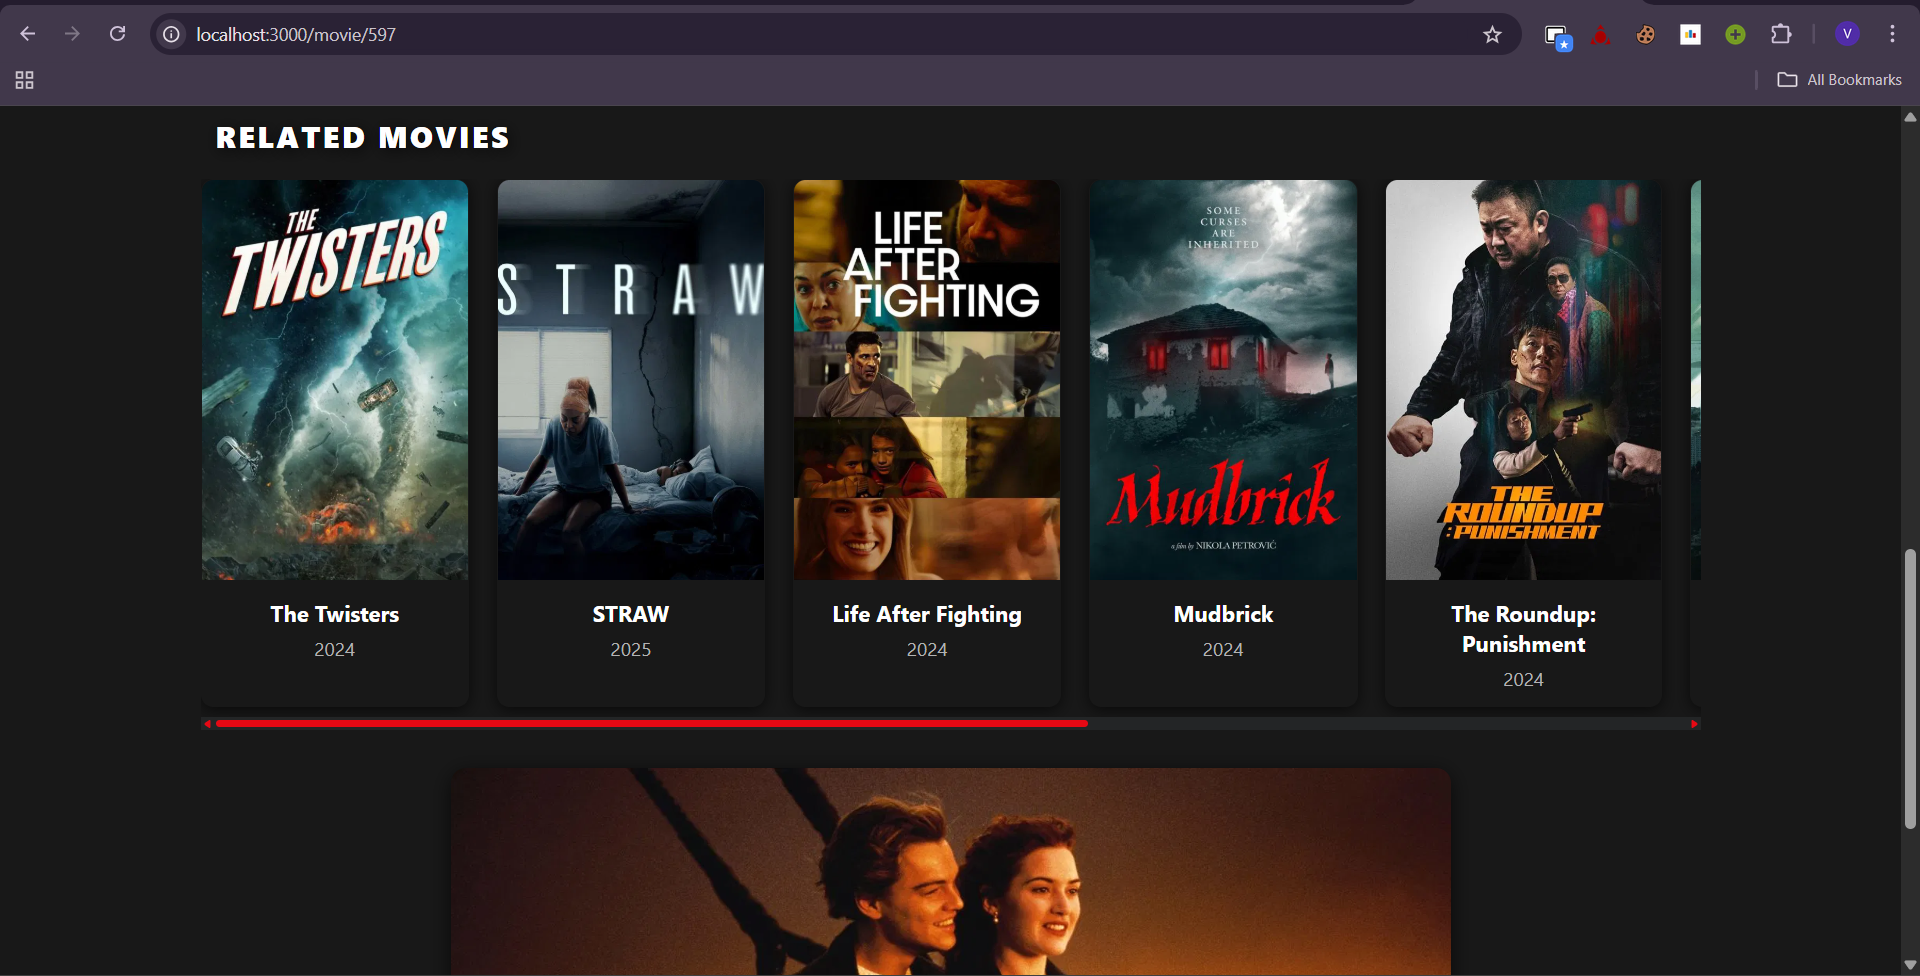 localhost:3000/movie/597
V
All Bookmarks
RELATED MOVIES
THE
TWISTERS
STRAW
LIFE
AFTER
FIGHTING
SOME
CURSES
ARE
INHERITED
Mudbrick
a film by NIKOLA PETROVIĆ
THE
ROUNDUP
:PUNISHMENT
The Twisters
2024
STRAW
2025
Life After Fighting
2024
Mudbrick
2024
The Roundup:
Punishment
2024